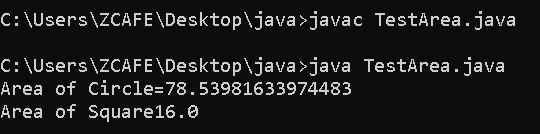 C:\Users\ZCAFE\Desktop\java>javac TestArea.java
C:\Users\ZCAFE\Desktop\java>java TestArea.java
Area of Circle=78.53981633974483
Area of Square16.0